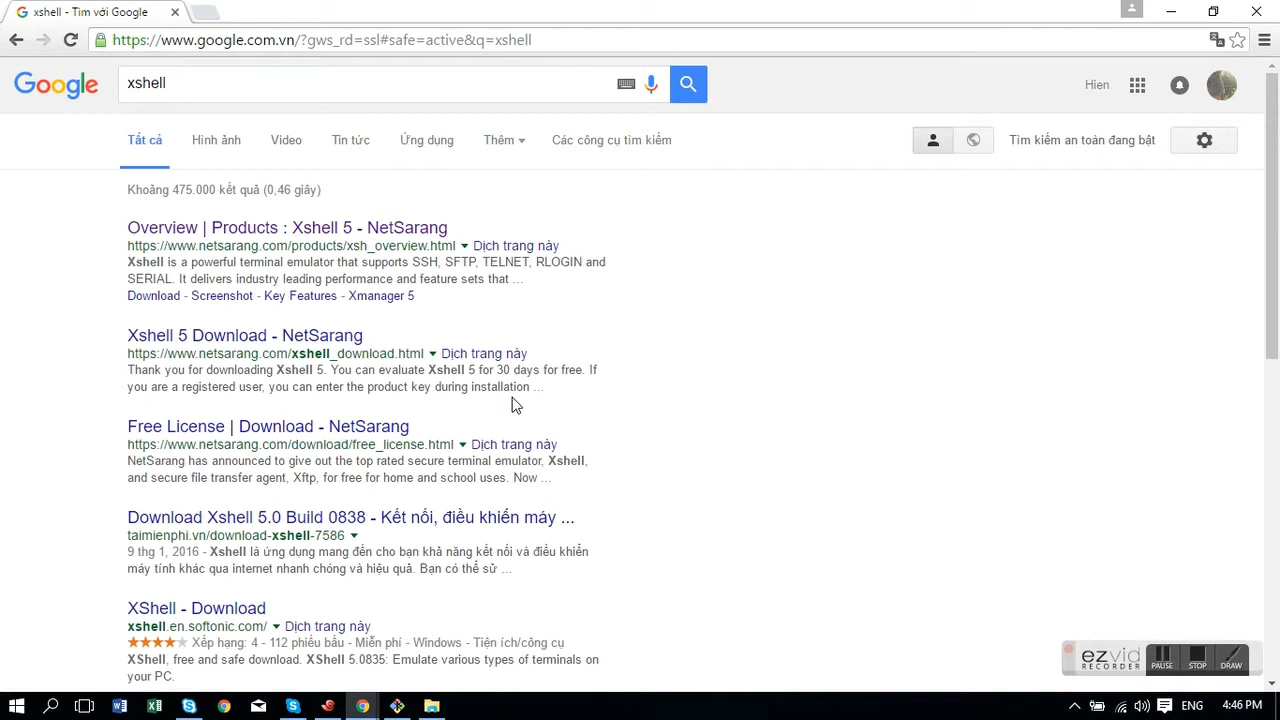 xshell - Tìm với Google
https://www.google.com.vn/?gws_rd=ssl#safe=active&q=xshell
Google
xshell
Hien
Tất cả
Hình ảnh
Video
Tin tức
Ứng dụng
Thêm
Các công cụ tìm kiếm
Tìm kiếm an toàn đang bật
Khoảng 475.000 kết quả (0,46 giây)
Overview | Products : Xshell 5 - NetSarang
https://www.netsarang.com/products/xsh_overview.html Dịch trang này
Xshell is a powerful terminal emulator that supports SSH, SFTP, TELNET, RLOGIN and
SERIAL. It delivers industry leading performance and feature sets that ...
Download - Screenshot - Key Features - Xmanager 5
Xshell 5 Download - NetSarang
https://www.netsarang.com/xshell_download.html Dịch trang này
Thank you for downloading Xshell 5. You can evaluate Xshell 5 for 30 days for free. If
you are a registered user, you can enter the product key during installation ...
Free License | Download - NetSarang
https://www.netsarang.com/download/free_license.html Dịch trang này
NetSarang has announced to give out the top rated secure terminal emulator, Xshell,
and secure file transfer agent, Xftp, for free for home and school uses. Now ...
Download Xshell 5.0 Build 0838 - Kết nối, điều khiển máy ...
taimienphi.vn/download-xshell-7586
9 thg 1, 2016 - Xshell là ứng dụng mang đến cho bạn khả năng kết nối và điều khiển
máy tính khác qua internet nhanh chóng và hiệu quả. Bạn có thể sử ...
XShell - Download
xshell.en.softonic.com/ Dịch trang này
Xếp hạng: 4 - 112 phiếu bầu - Miễn phí - Windows - Tiện ích/công cụ
XShell, free and safe download. XShell 5.0835: Emulate various types of terminals on
your PC.
ezvid
RECORDER
PAUSE
STOP
DRAW
ENG
4:46 PM